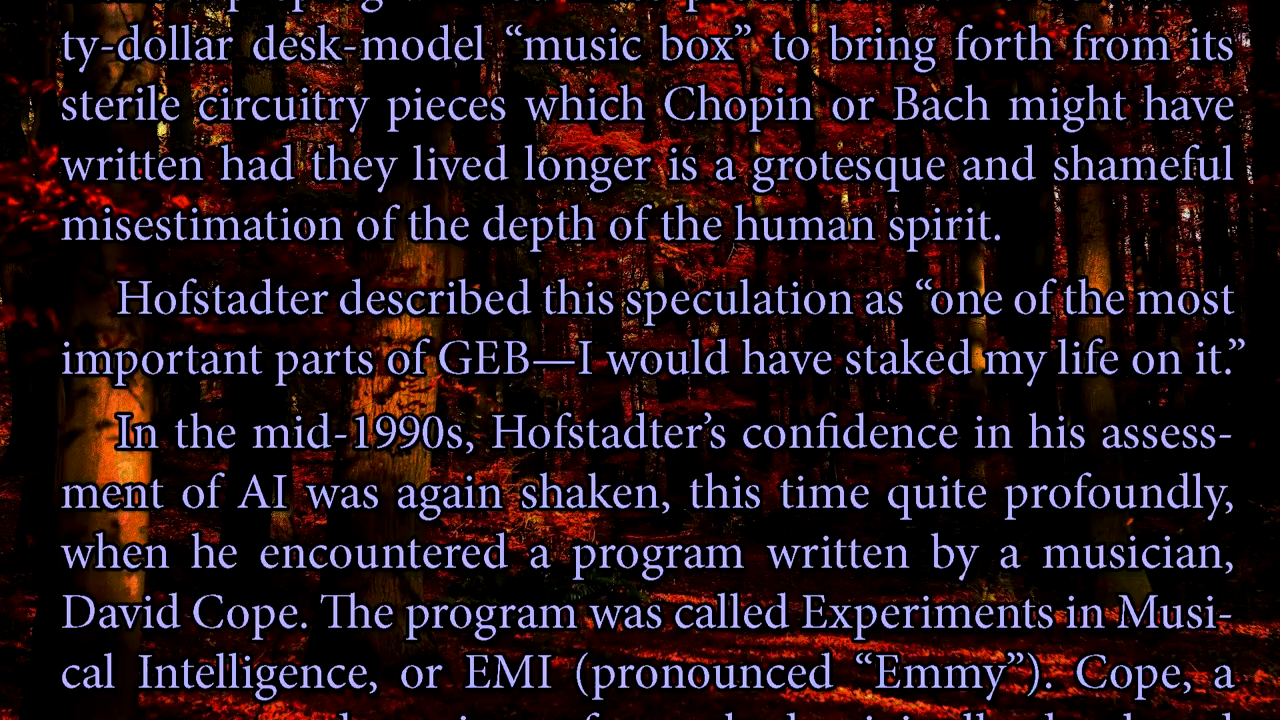 ty-dollar desk-model “music box” to bring forth from its
sterile circuitry pieces which Chopin or Bach might have
written had they lived longer is a grotesque and shameful
misestimation of the depth of the human spirit.
Hofstadter described this speculation as “one of the most
important parts of GEB—I would have staked my life on it.”
In the mid-1990s, Hofstadter’s confidence in his assess-
ment of AI was again shaken, this time quite profoundly,
when he encountered a program written by a musician,
David Cope. The program was called Experiments in Musi-
cal Intelligence, or EMI (pronounced “Emmy”). Cope, a